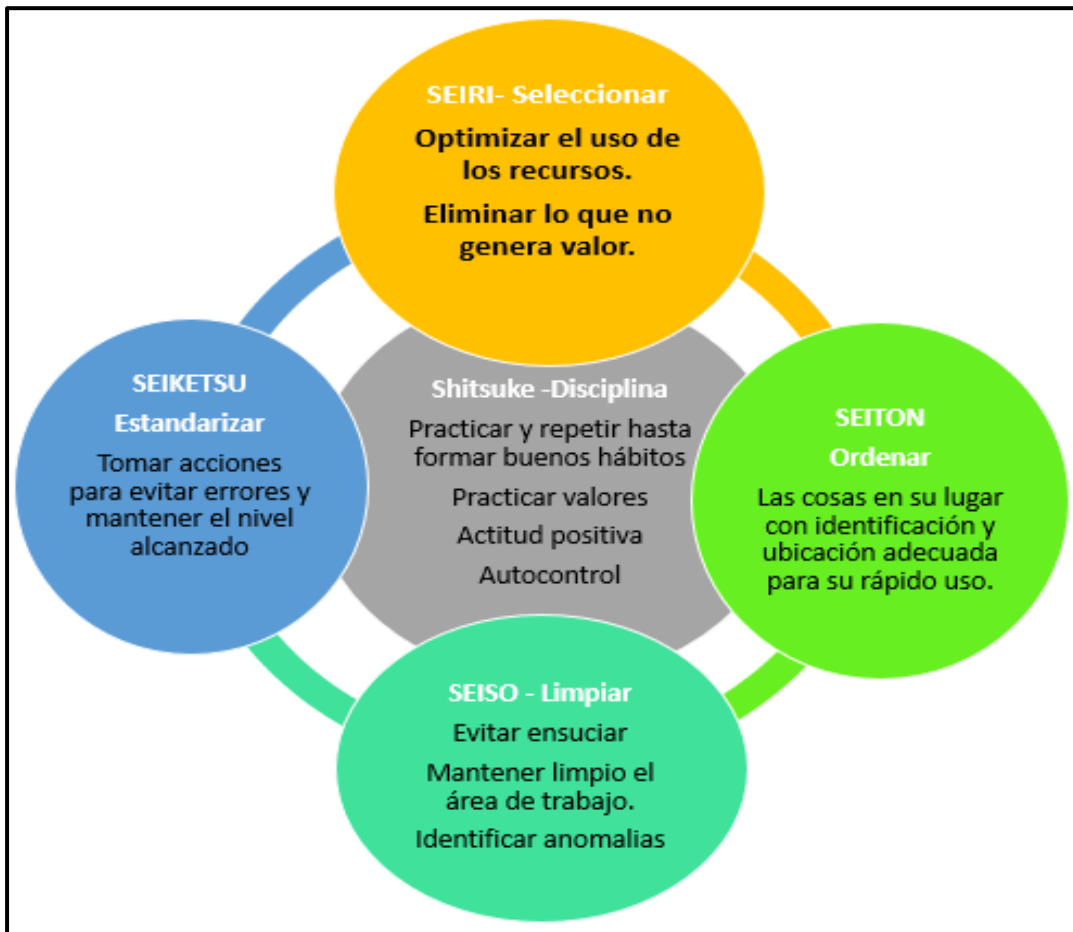 SEIRI- Seleccionar
Optimizar el uso de
los recursos.
Eliminar lo que no
genera valor.
SEIKETSU
Estandarizar
Tomar acciones
para evitar errores y
mantener el nivel
alcanzado
Shitsuke -Disciplina
Practicar y repetir hasta
formar buenos hábitos
Practicar valores
Actitud positiva
Autocontrol
SEITON
Ordenar
Las cosas en su lugar
con identificación y
ubicación adecuada
para su rápido uso.
SEISO - Limpiar
Evitar ensuciar
Mantener limpio el
área de trabajo.
Identificar anomalias